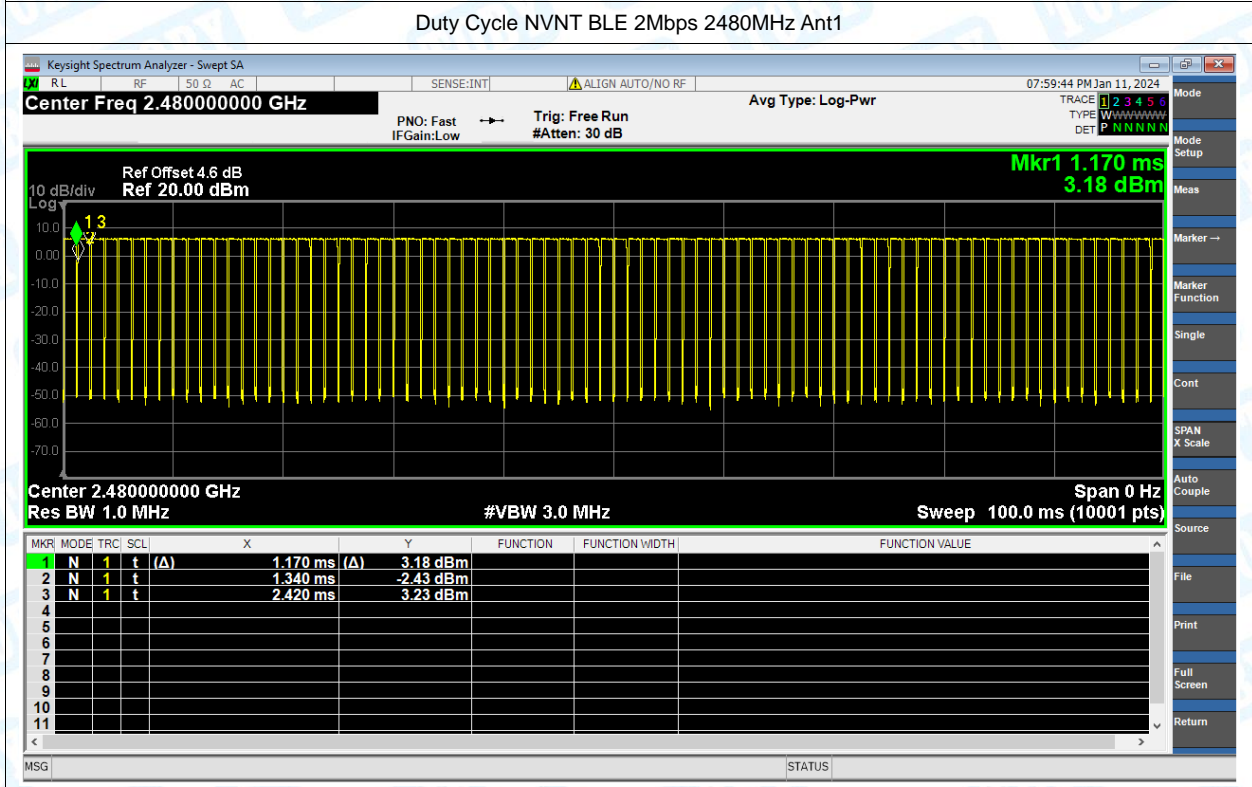 Duty Cycle NVNT BLE 2Mbps 2480MHz Ant1
Keysight Spectrum Analyzer - Swept SA
LXI RL RF 50 Ω AC SENSE:INT ALIGN AUTO/NO RF 07:59:44 PM Jan 11, 2024
Center Freq 2.480000000 GHz Avg Type: Log-Pwr TRACE 1 2 3 4 5 6
PNO: Fast Trig: Free Run TYPE WWWWWW
IFGain:Low #Atten: 30 dB DET P N N N N N
Mkr1 1.170 ms
3.18 dBm
Ref Offset 4.6 dB
10 dB/div Ref 20.00 dBm
Log
1 3
10.0
0.00
-10.0
-20.0
-30.0
-40.0
-50.0
-60.0
-70.0
Center 2.480000000 GHz Span 0 Hz
Res BW 1.0 MHz #VBW 3.0 MHz Sweep 100.0 ms (10001 pts)
MKR MODE TRC SCL X Y FUNCTION FUNCTION WIDTH FUNCTION VALUE
1 N 1 t (Δ) 1.170 ms (Δ) 3.18 dBm
2 N 1 t 1.340 ms -2.43 dBm
3 N 1 t 2.420 ms 3.23 dBm
4
5
6
7
8
9
10
11
MSG STATUS
Mode
Mode
Setup
Meas
Marker →
Marker
Function
Single
Cont
SPAN
X Scale
Auto
Couple
Source
File
Print
Full
Screen
Return